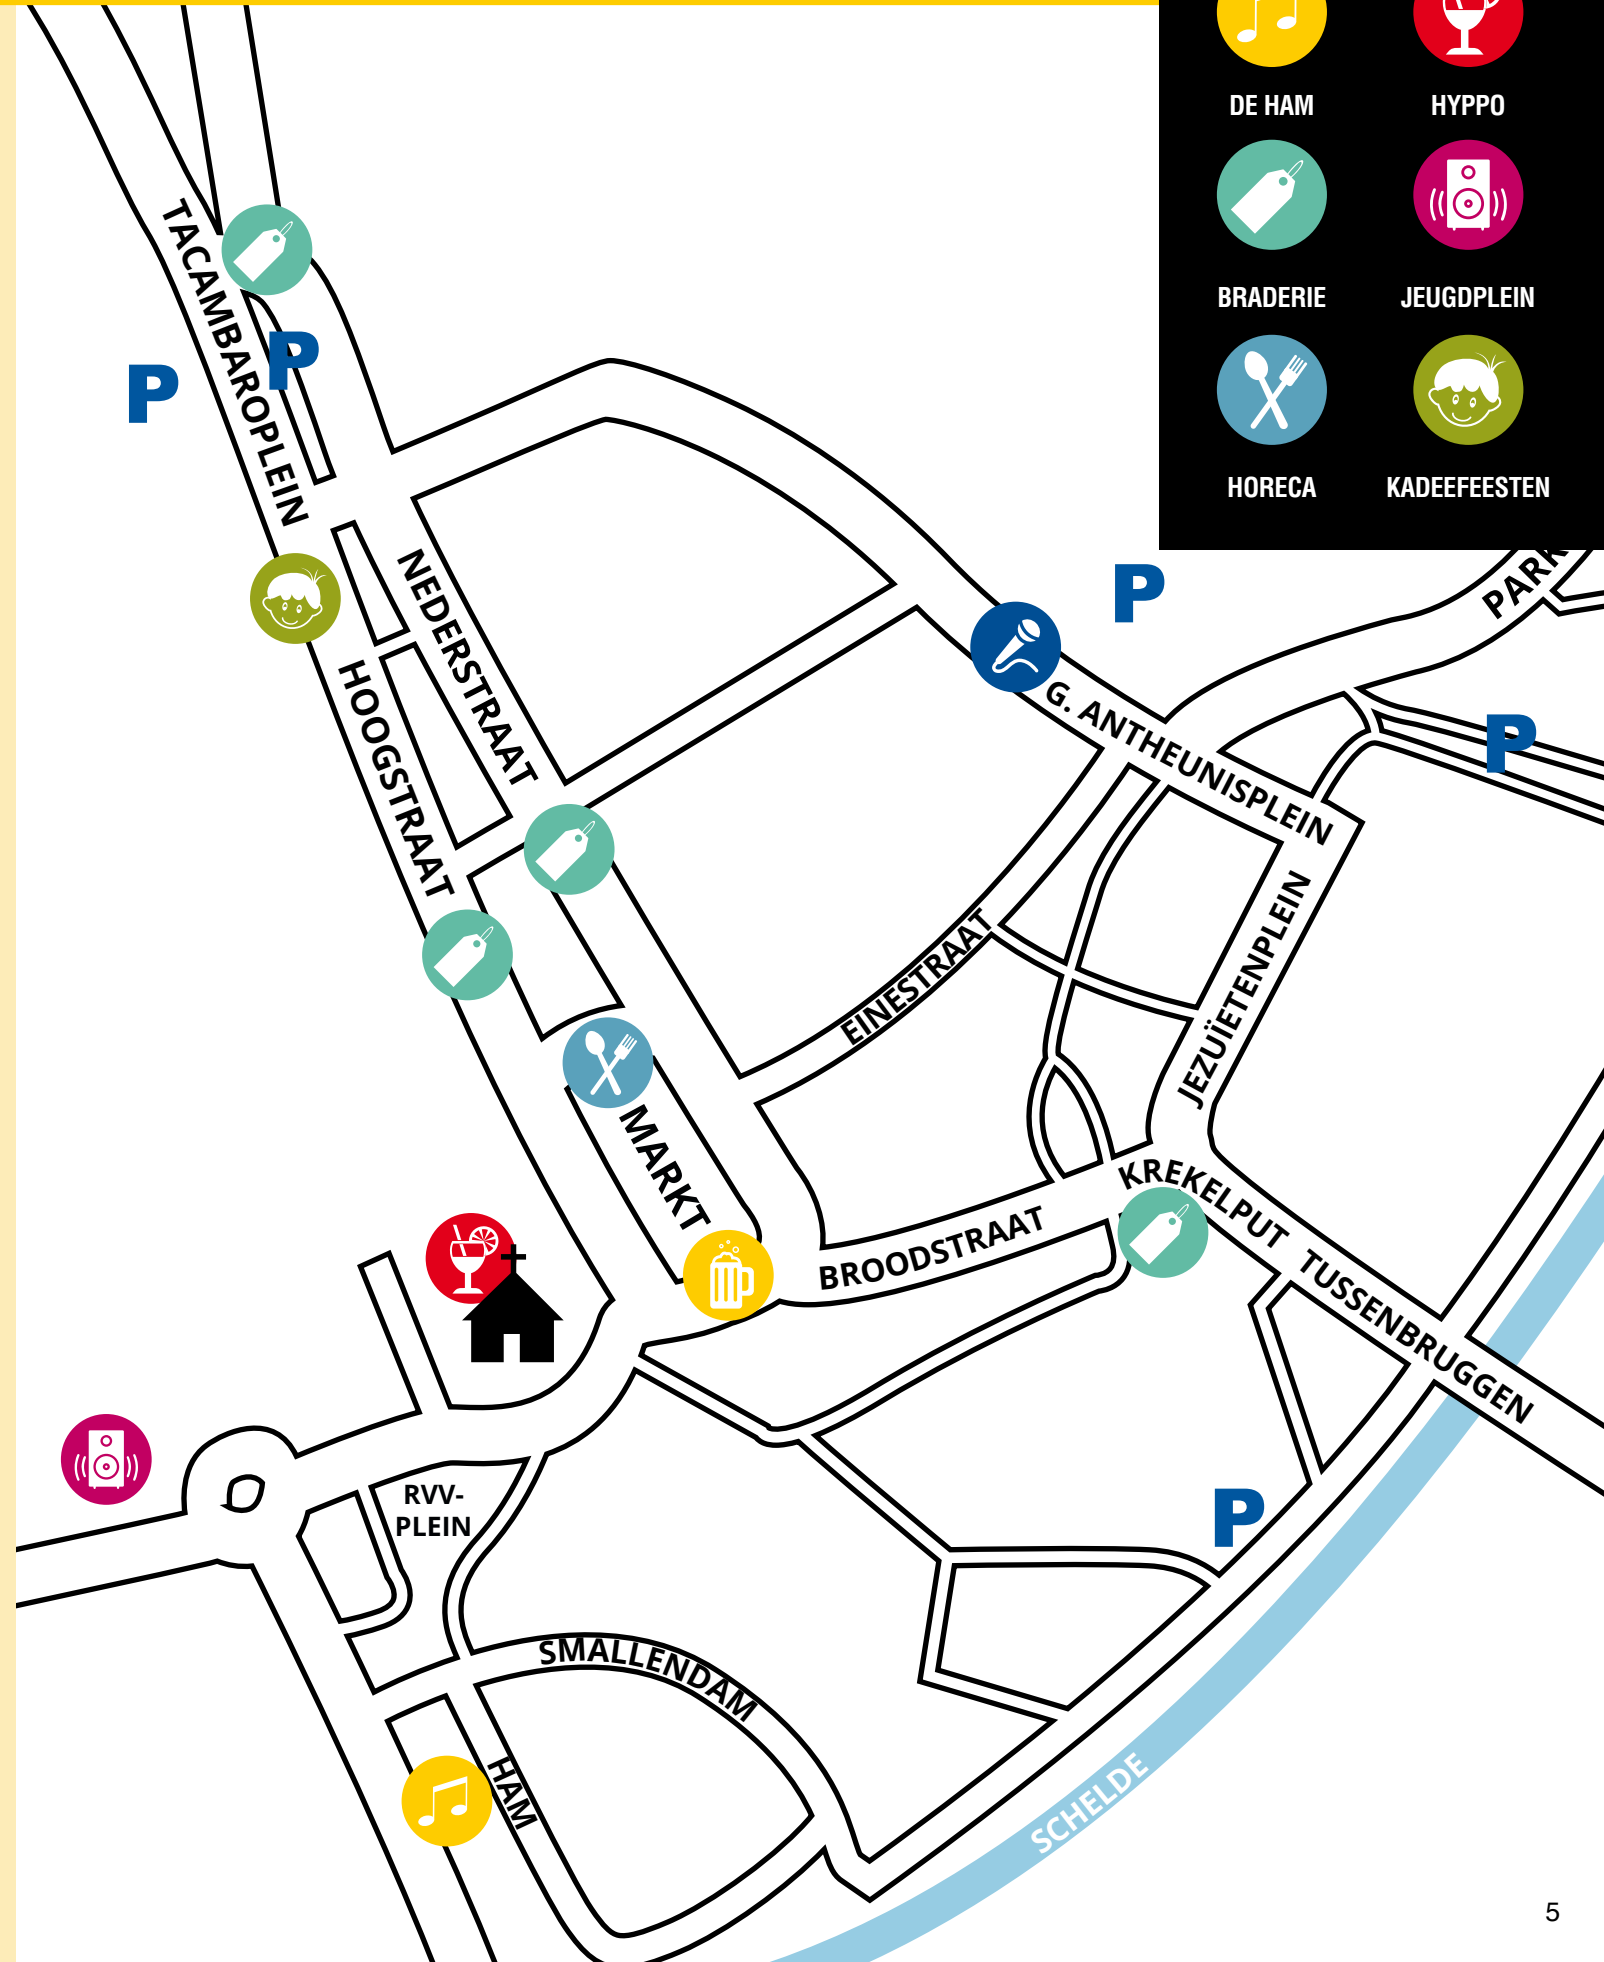 DE HAM
HYPPO
BRADERIE
JEUGDPLEIN
HORECA
KADEEFEESTEN
TACAMBAROPLEIN
P
P
NEDERSTRAAT
HOOGSTRAAT
P
PARK
G. ANTHEUNISPLEIN
P
EINESTRAAT
JEZUÏETENPLEIN
MARKT
KREKELPUT
BROODSTRAAT
TUSSENBRUGGEN
RVV-
PLEIN
P
SMALLENDAM
HAM
SCHELDE
5